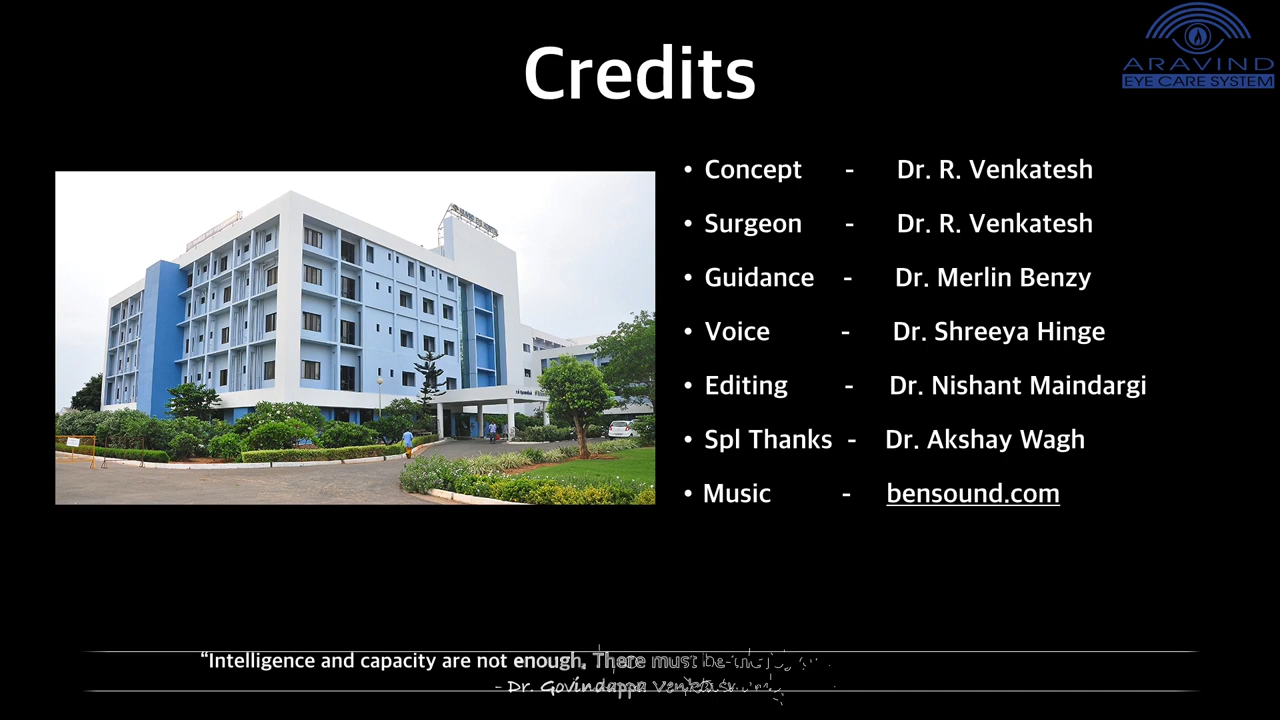 Credits
ARAVIND
EYE CARE SYSTEM
• Concept - Dr. R. Venkatesh
• Surgeon - Dr. R. Venkatesh
• Guidance - Dr. Merlin Benzy
• Voice - Dr. Shreeya Hinge
• Editing - Dr. Nishant Maindargi
• Spl Thanks - Dr. Akshay Wagh
• Music - bensound.com
“Intelligence and capacity are not enough. There must be the
- Dr. Govindappa